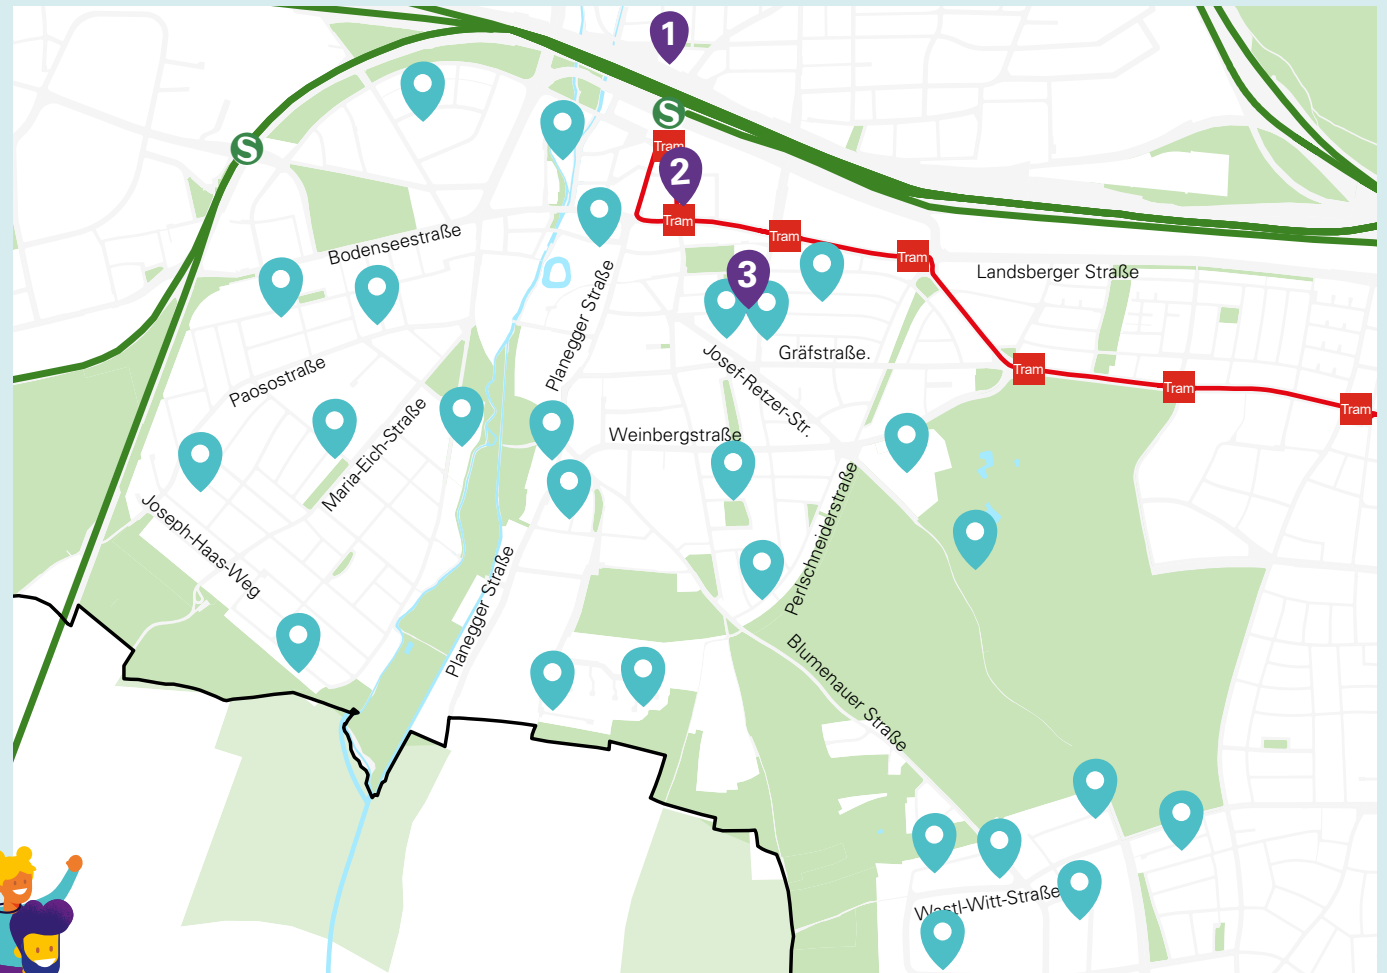 1
S
Tram
S
2
Tram
Tram
Bodenseestraße
Tram
Landsberger Straße
3
Planegger Straße
Gräfstraße.
Josef-Retzer-Str.
Paosostraße
Tram
Tram
Tram
Maria-Eich-Straße
Weinbergstraße
Perlschneiderstraße
Joseph-Haas-Weg
Planegger Straße
Blumenauer Straße
Wastl-Witt-Straße